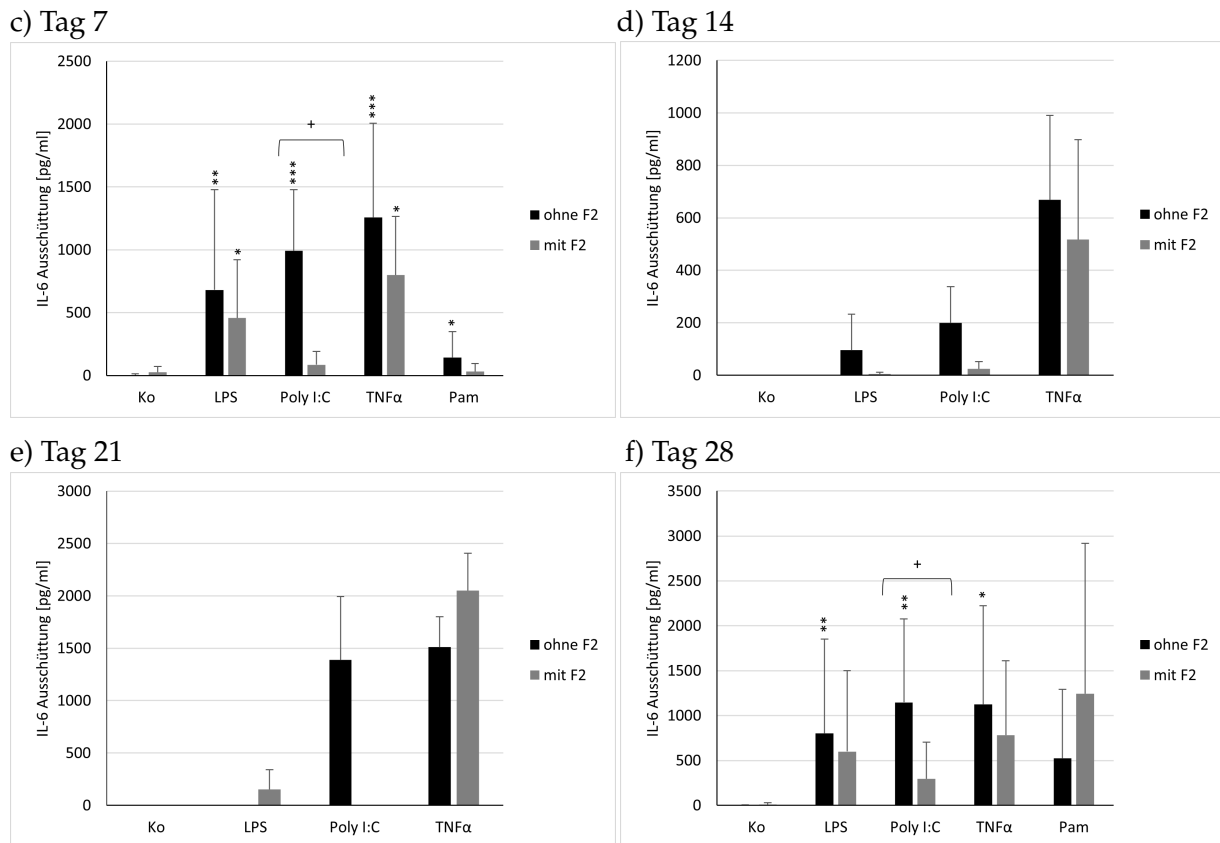 c) Tag 7
2500
2000
1500
1000
500
0
IL-6 Ausschüttung [pg/ml]
**
*
***
+
***
*
*
Ko LPS Poly I:C TNFα Pam
ohne F2
mit F2
d) Tag 14
1200
1000
800
600
400
200
0
IL-6 Ausschüttung [pg/ml]
Ko LPS Poly I:C TNFα
ohne F2
mit F2
e) Tag 21
3000
2500
2000
1500
1000
500
0
IL-6 Ausschüttung [pg/ml]
Ko LPS Poly I:C TNFα
ohne F2
mit F2
f) Tag 28
3500
3000
2500
2000
1500
1000
500
0
IL-6 Ausschüttung [pg/ml]
**
**
+
*
Ko LPS Poly I:C TNFα Pam
ohne F2
mit F2